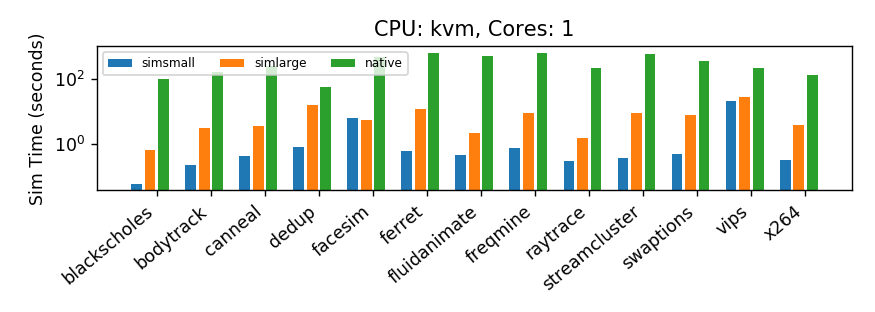 CPU: kvm, Cores: 1
Sim Time (seconds)
10²
10⁰
simsmall simlarge native
blackscholes
bodytrack
canneal
dedup
facesim
ferret
fluidanimate
freqmine
raytrace
streamcluster
swaptions
vips
x264